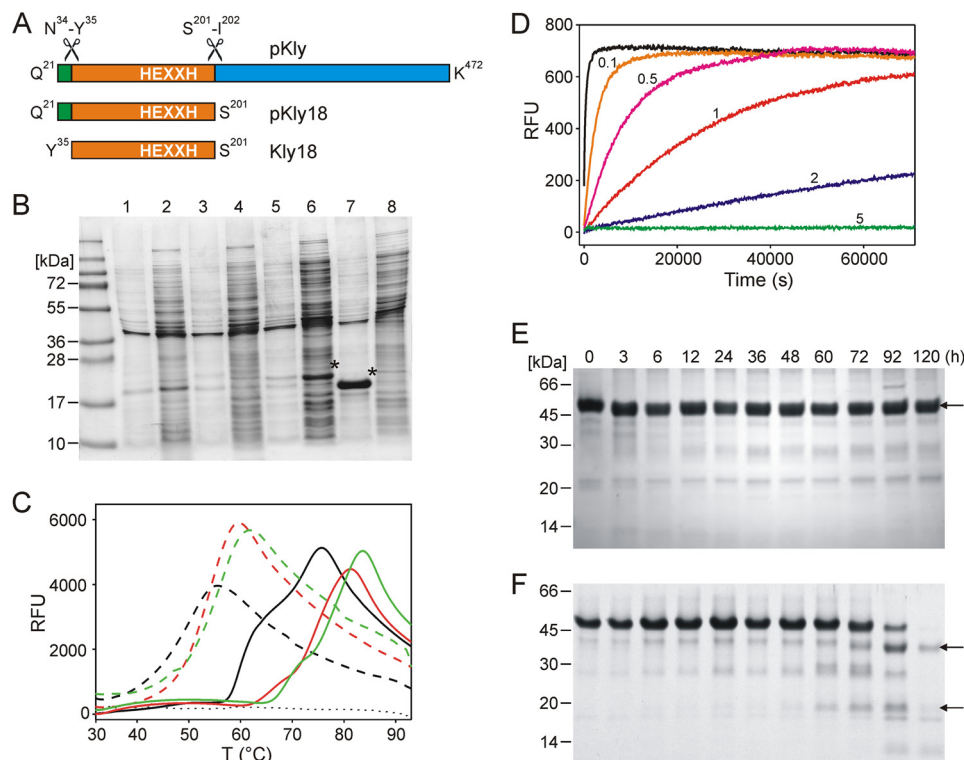 A
N³⁴-Y³⁵
S²⁰¹-I²⁰²
pKly
Q²¹
HEXXH
K⁴⁷²
Q²¹
HEXXH
S²⁰¹
pKly18
Y³⁵
HEXXH
S²⁰¹
Kly18
B
1 2 3 4 5 6 7 8
[kDa]
72
55
36
28
17
10
*
*
C
6000
4000
2000
0
RFU
30 40 50 60 70 80 90
T (°C)
D
800
600
400
200
0
RFU
0.1
0.5
1
2
5
0 20000 40000 60000
Time (s)
E
[kDa]
0 3 6 12 24 36 48 60 72 92 120 (h)
66
45
30
20
14
F
66
45
30
20
14